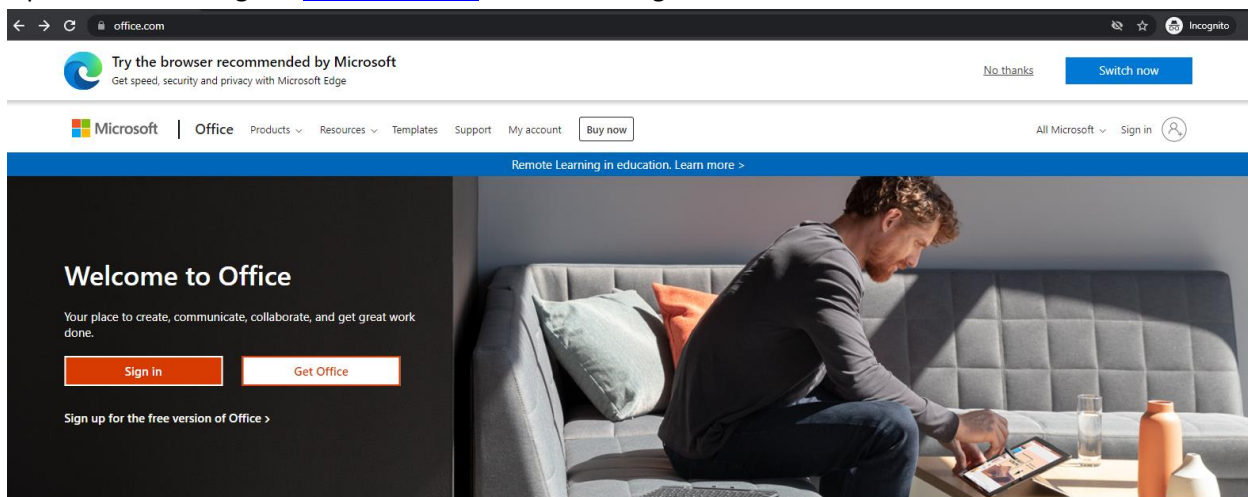 office.com
Incognito
Try the browser recommended by Microsoft
Get speed, security and privacy with Microsoft Edge
No thanks
Switch now
Microsoft | Office Products Resources Templates Support My account Buy now
All Microsoft Sign in
Remote Learning in education. Learn more >
Welcome to Office
Your place to create, communicate, collaborate, and get great work
done.
Sign in
Get Office
Sign up for the free version of Office >